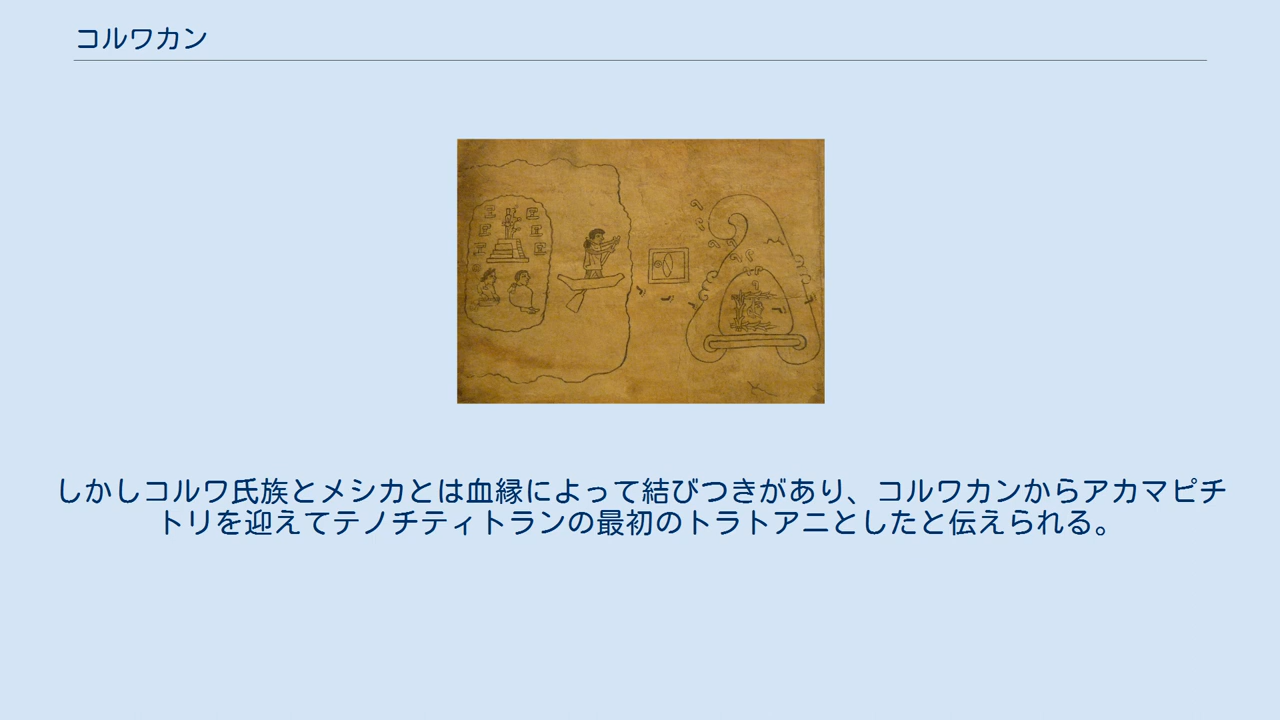 コルワカン
しかしコルワ氏族とメシカとは血縁によって結びつきがあり、コルワカンからアカマピチ
トリを迎えてテノチティトランの最初のトラトアニとしたと伝えられる。